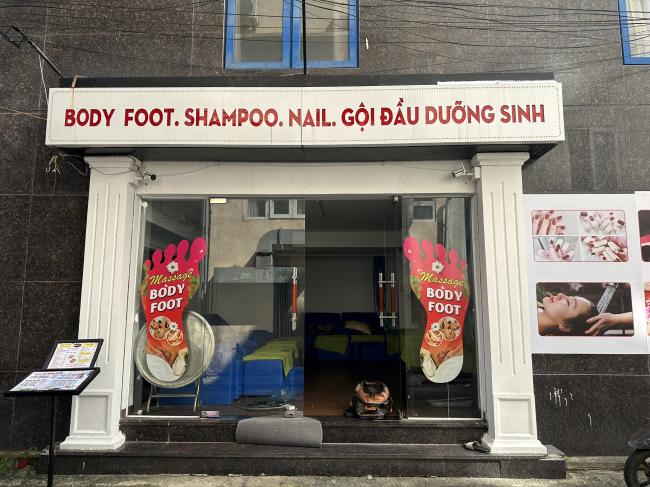 BODY FOOT. SHAMPOO. NAIL. GỘI ĐẦU DƯỠNG SINH
Massage
BODY
FOOT
Massage
BODY
FOOT